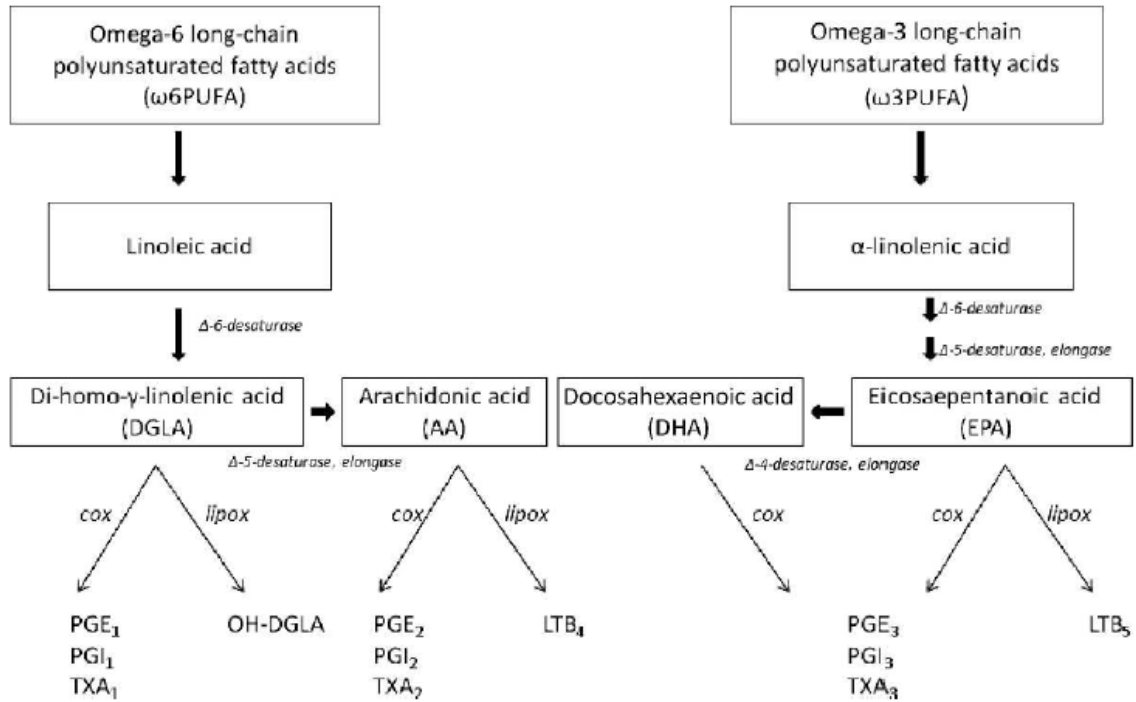 Omega-6 long-chain
polyunsaturated fatty acids
(ω6PUFA)
Omega-3 long-chain
polyunsaturated fatty acids
(ω3PUFA)
Linoleic acid
α-linolenic acid
Δ-6-desaturase
Δ-6-desaturase
Δ-5-desaturase, elongase
Di-homo-γ-linolenic acid
(DGLA)
Arachidonic acid
(AA)
Docosahexaenoic acid
(DHA)
Eicosaepentanoic acid
(EPA)
Δ-5-desaturase, elongase
Δ-4-desaturase, elongase
cox
lipox
cox
lipox
cox
cox
lipox
PGE₁
PGI₁
TXA₁
OH-DGLA
PGE₂
PGI₂
TXA₂
LTB₄
PGE₃
PGI₃
TXA₃
LTB₅